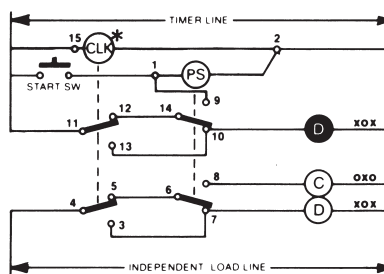 TIMER LINE
15 CLK * 2
1 PS
START SW
9
12 14
11 10 D XOX
13
8 C OXO
5 6
4 7 D XOX
3
INDEPENDENT LOAD LINE